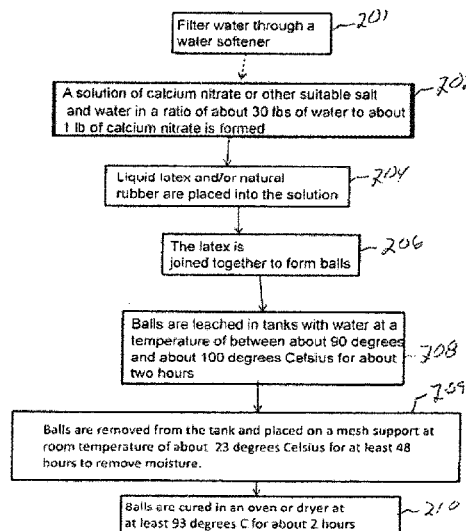 Filter water through a
water softener
201
A solution of calcium nitrate or other suitable salt
and water in a ratio of about 30 lbs of water to about
1 lb of calcium nitrate is formed
Liquid latex and/or natural
rubber are placed into the solution
204
The latex is
joined together to form balls
206
Balls are leached in tanks with water at a
temperature of between about 90 degrees
and about 100 degrees Celsius for about
two hours
208
209
Balls are removed from the tank and placed on a mesh support at
room temperature of about 23 degrees Celsius for at least 48
hours to remove moisture.
Balls are cured in an oven or dryer at
at least 93 degrees C for about 2 hours
210